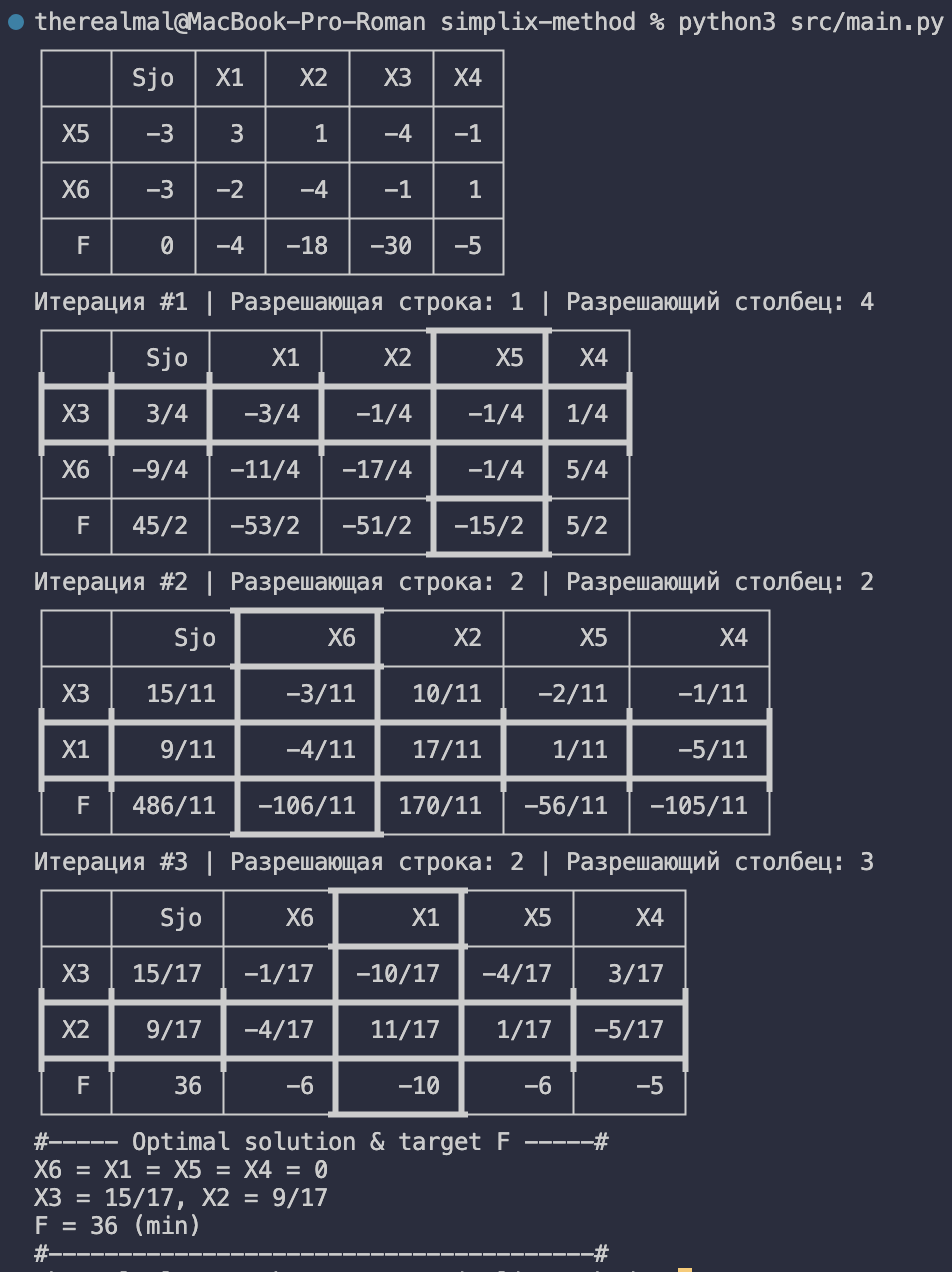 therealmal@MacBook-Pro-Roman simplix-method % python3 src/main.py
Sjo X1 X2 X3 X4
X5 −3 3 1 −4 −1
X6 −3 −2 −4 −1 1
F 0 −4 −18 −30 −5
Итерация #1 | Разрешающая строка: 1 | Разрешающий столбец: 4
Sjo X1 X2 X5 X4
X3 3/4 −3/4 −1/4 −1/4 1/4
X6 −9/4 −11/4 −17/4 −1/4 5/4
F 45/2 −53/2 −51/2 −15/2 5/2
Итерация #2 | Разрешающая строка: 2 | Разрешающий столбец: 2
Sjo X6 X2 X5 X4
X3 15/11 −3/11 10/11 −2/11 −1/11
X1 9/11 −4/11 17/11 1/11 −5/11
F 486/11 −106/11 170/11 −56/11 −105/11
Итерация #3 | Разрешающая строка: 2 | Разрешающий столбец: 3
Sjo X6 X1 X5 X4
X3 15/17 −1/17 −10/17 −4/17 3/17
X2 9/17 −4/17 11/17 1/17 −5/17
F 36 −6 −10 −6 −5
#−−−−− Optimal solution & target F −−−−−#
X6 = X1 = X5 = X4 = 0
X3 = 15/17, X2 = 9/17
F = 36 (min)
#−−−−−−−−−−−−−−−−−−−−−−−−−−−−−−−−−−−−−−−#